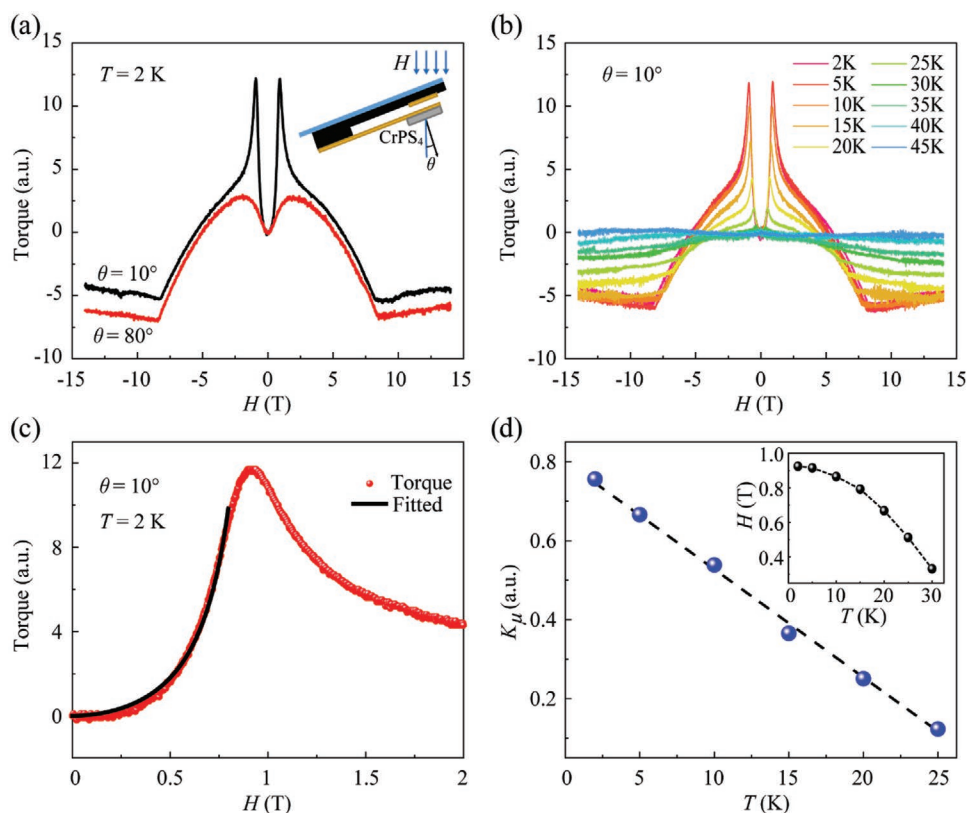 (a)
T = 2 K
H
CrPS4
θ
θ = 10°
θ = 80°
Torque (a.u.)
15
10
5
0
-5
-10
-15 -10 -5 0 5 10 15
H (T)
(b)
θ = 10°
2K 25K
5K 30K
10K 35K
15K 40K
20K 45K
Torque (a.u.)
15
10
5
0
-5
-10
-15 -10 -5 0 5 10 15
H (T)
(c)
θ = 10°
T = 2 K
Torque
Fitted
Torque (a.u.)
12
8
4
0
0 0.5 1 1.5 2
H (T)
(d)
Kμ (a.u.)
0.8
0.6
0.4
0.2
0 5 10 15 20 25
T (K)
H (T)
1.0
0.8
0.6
0.4
0 10 20 30
T (K)